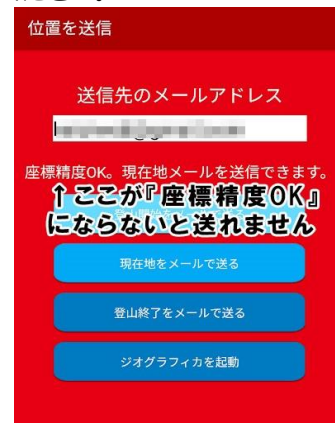 位置を送信
送信先のメールアドレス
座標精度OK。現在地メールを送信できます。
↑ここが『座標精度OK』
にならないと送れません
現在地をメールで送る
登山終了をメールで送る
ジオグラフィカを起動